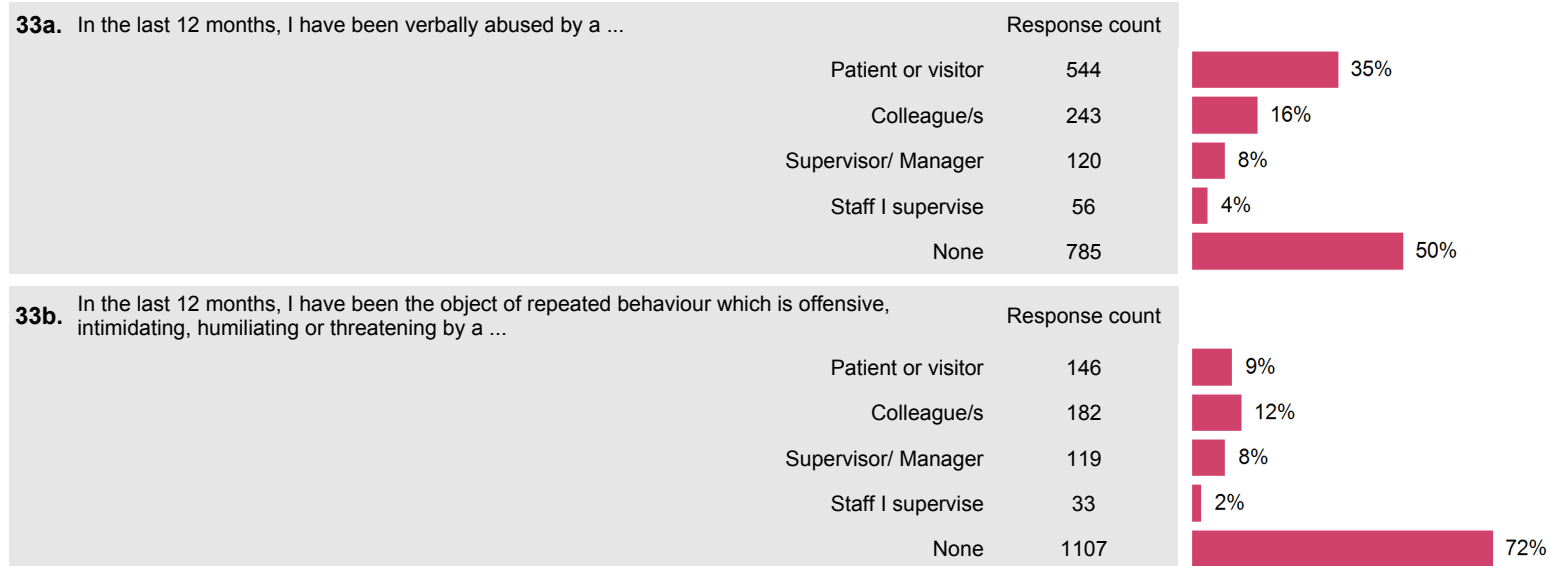 33a. In the last 12 months, I have been verbally abused by a ... Response count
Patient or visitor 544 35%
Colleague/s 243 16%
Supervisor/ Manager 120 8%
Staff I supervise 56 4%
None 785 50%
33b. In the last 12 months, I have been the object of repeated behaviour which is offensive,
intimidating, humiliating or threatening by a ... Response count
Patient or visitor 146 9%
Colleague/s 182 12%
Supervisor/ Manager 119 8%
Staff I supervise 33 2%
None 1107 72%